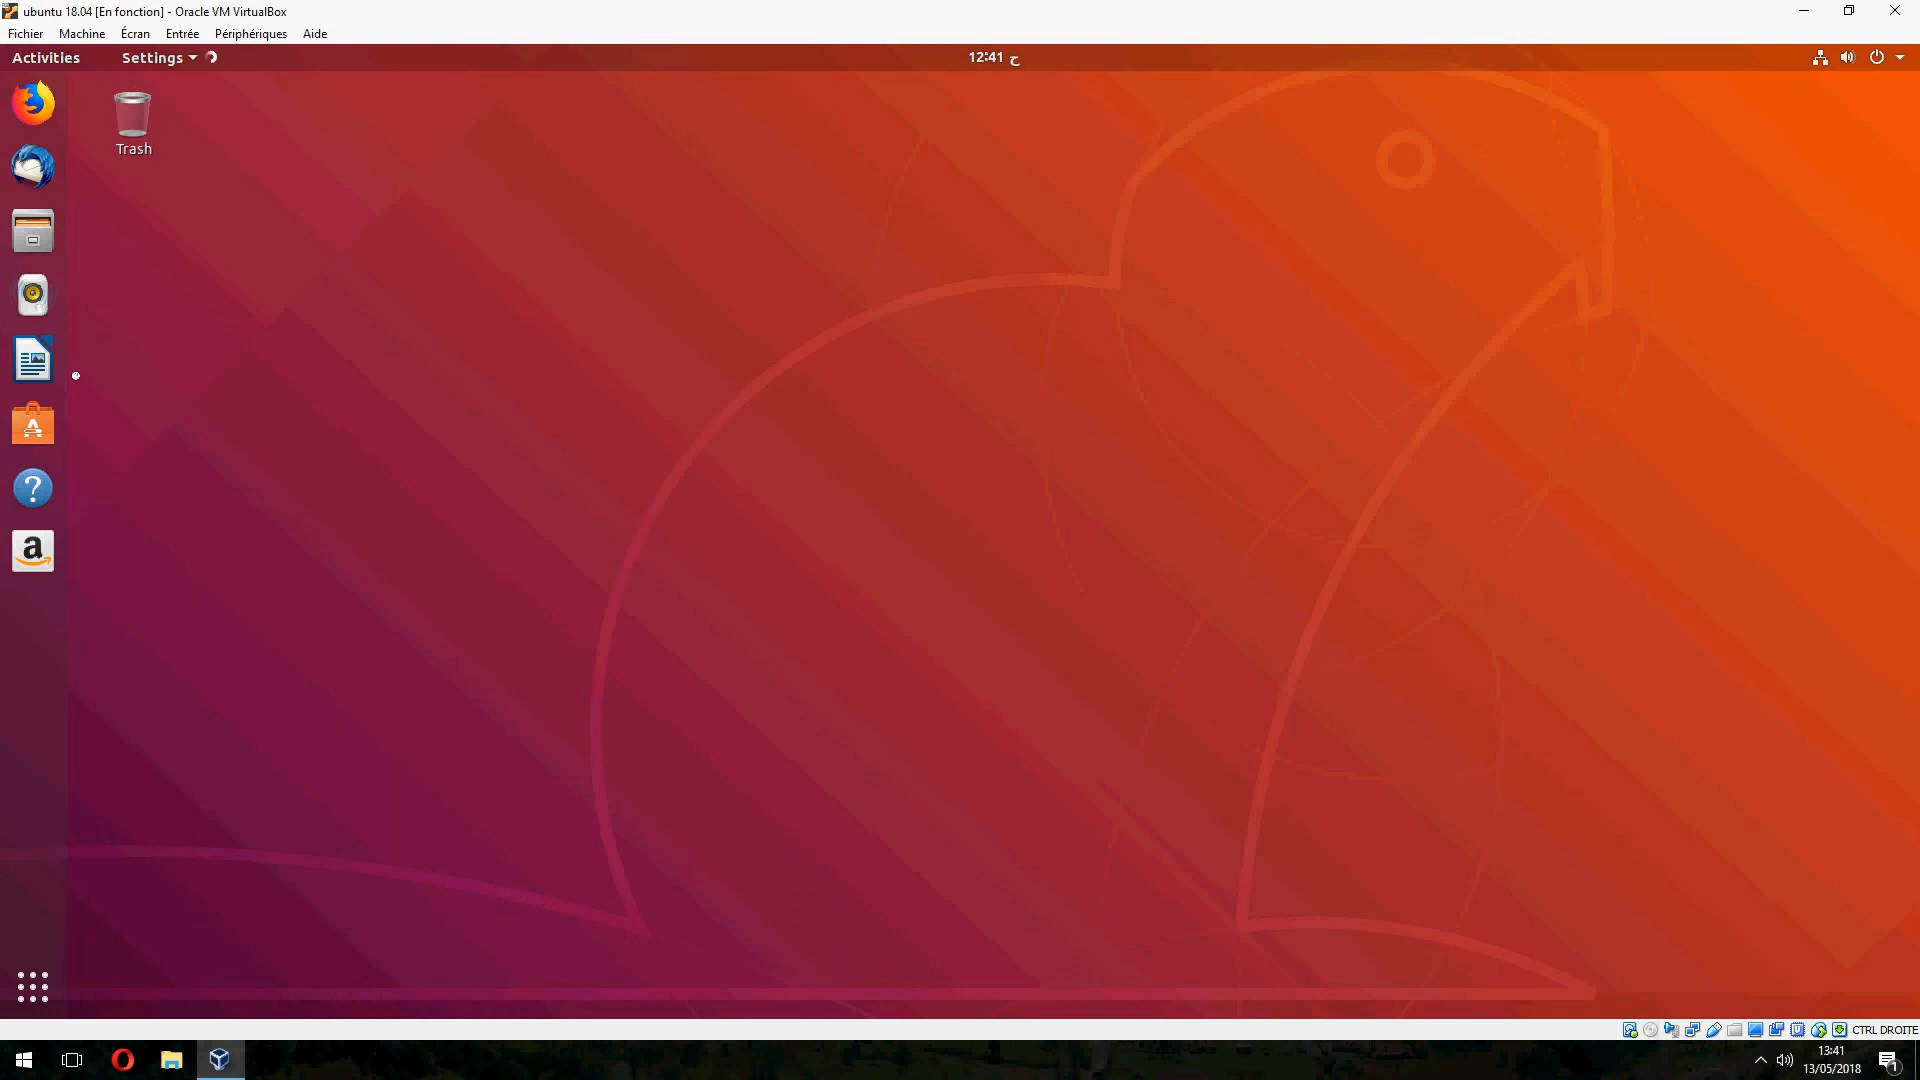 ubuntu 18.04 [En fonction] - Oracle VM VirtualBox
Fichier Machine Écran Entrée Périphériques Aide
Activities Settings 12:41 ح
Trash
CTRL DROITE
13:41
13/05/2018
1